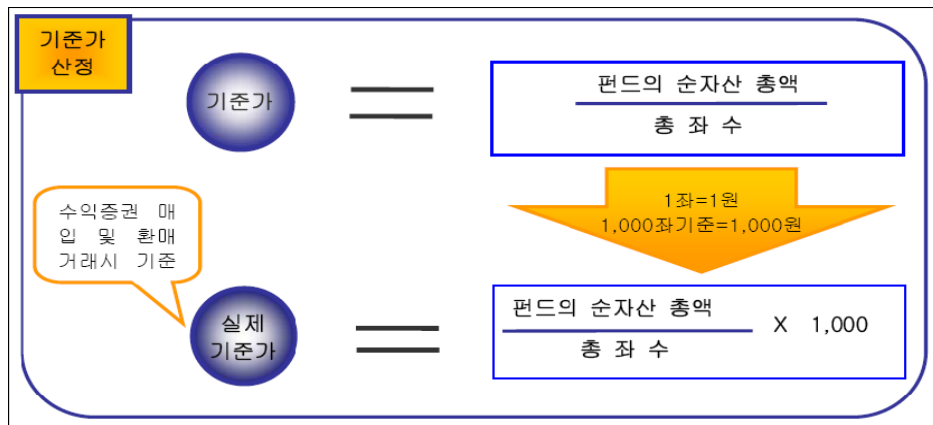 기준가
산정
기준가
펀드의 순자산 총액
총 좌 수
1좌=1원
1,000좌기준=1,000원
수익증권 매
입 및 환매
거래시 기준
실제
기준가
펀드의 순자산 총액
총 좌 수
X 1,000